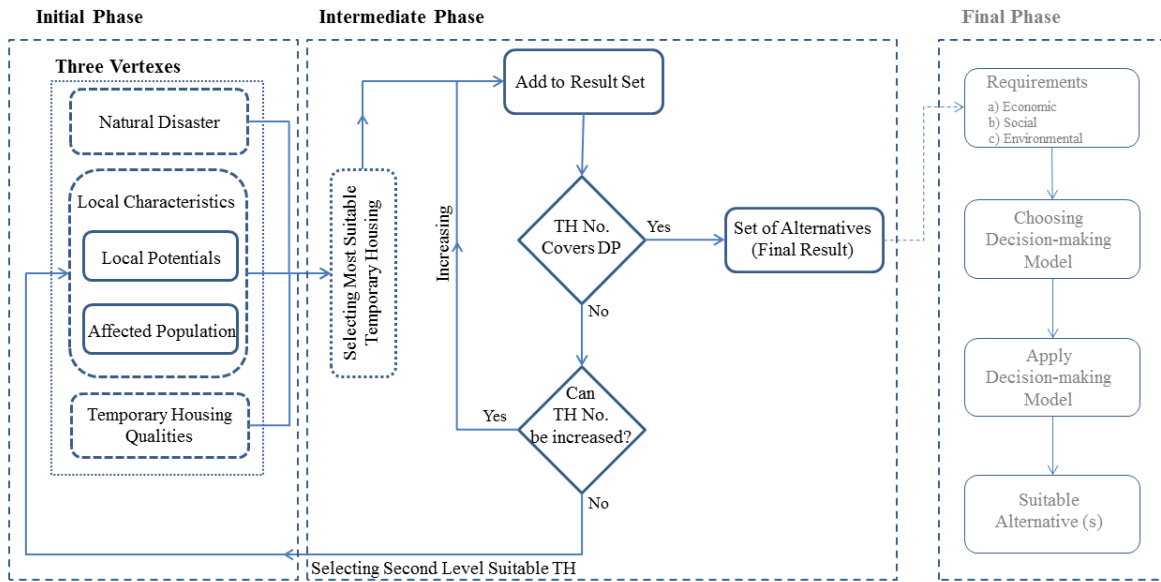 Initial Phase
Three Vertexes
Natural Disaster
Local Characteristics
Local Potentials
Affected Population
Temporary Housing
Qualities
Intermediate Phase
Selecting Most Suitable
Temporary Housing
Increasing
Add to Result Set
TH No.
Covers DP
Yes
Set of Alternatives
(Final Result)
No
Can
TH No.
be increased?
Yes
No
Selecting Second Level Suitable TH
Final Phase
Requirements
a) Economic
b) Social
c) Environmental
Choosing
Decision-making
Model
Apply
Decision-making
Model
Suitable
Alternative (s)